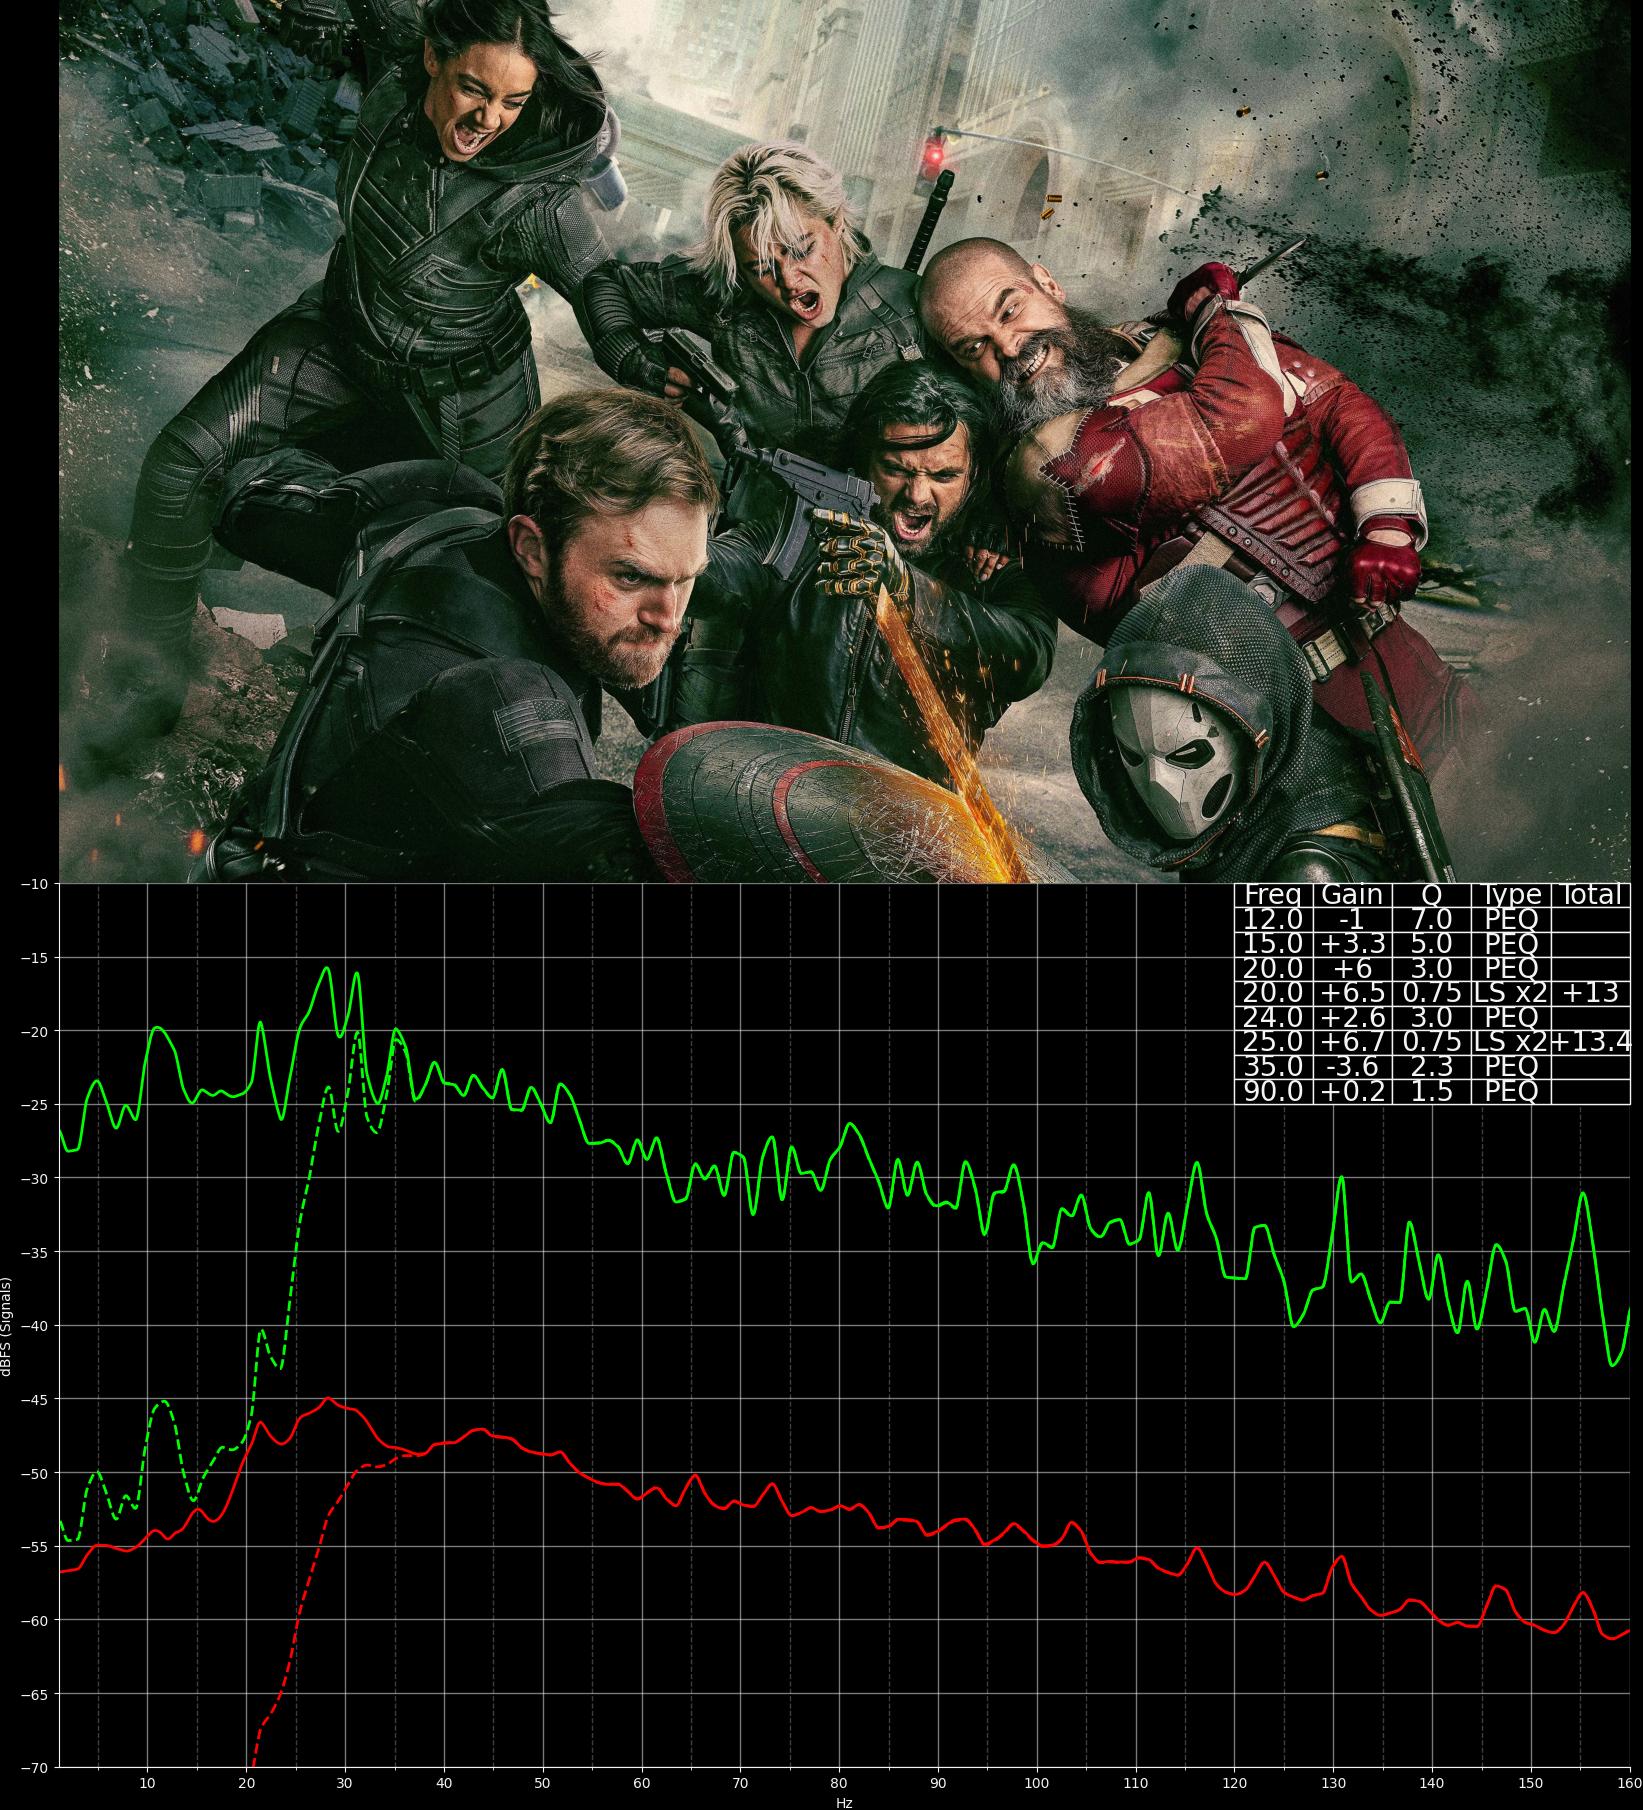 Freq Gain Q Type Total
12.0 -1 7.0 PEQ
15.0 +3.3 5.0 PEQ
20.0 +6 3.0 PEQ
20.0 +6.5 0.75 LS x2 +13
24.0 +2.6 3.0 PEQ
25.0 +6.7 0.75 LS x2 +13.4
35.0 -3.6 2.3 PEQ
90.0 +0.2 1.5 PEQ
−10
−15
−20
−25
−30
−35
−40
−45
−50
−55
−60
−65
−70
dBFS (Signals)
10 20 30 40 50 60 70 80 90 100 110 120 130 140 150 160
Hz